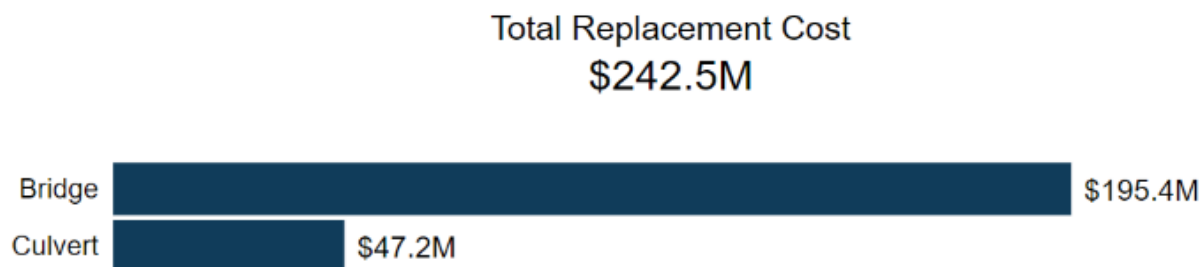 Total Replacement Cost
$242.5M
Bridge $195.4M
Culvert $47.2M